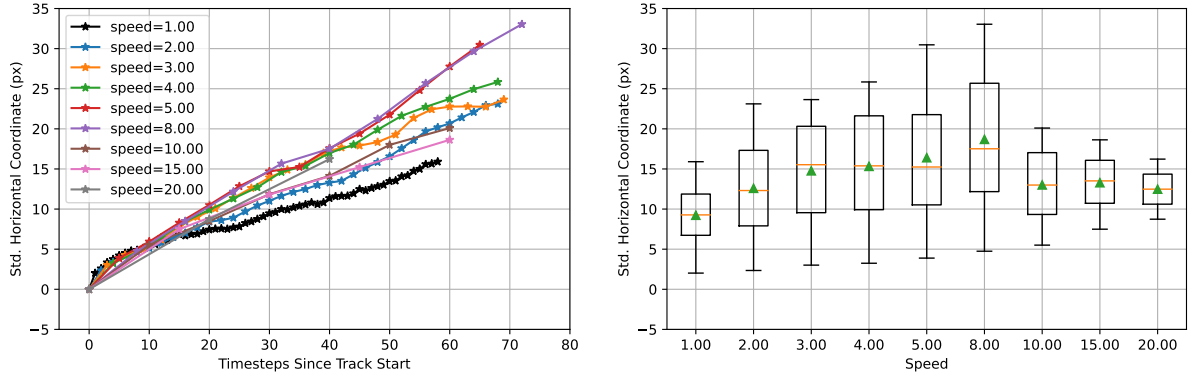 35
30
25
20
15
10
5
0
−5
Std. Horizontal Coordinate (px)
speed=1.00
speed=2.00
speed=3.00
speed=4.00
speed=5.00
speed=8.00
speed=10.00
speed=15.00
speed=20.00
0 10 20 30 40 50 60 70 80
Timesteps Since Track Start
35
30
25
20
15
10
5
0
−5
Std. Horizontal Coordinate (px)
1.00 2.00 3.00 4.00 5.00 8.00 10.00 15.00 20.00
Speed